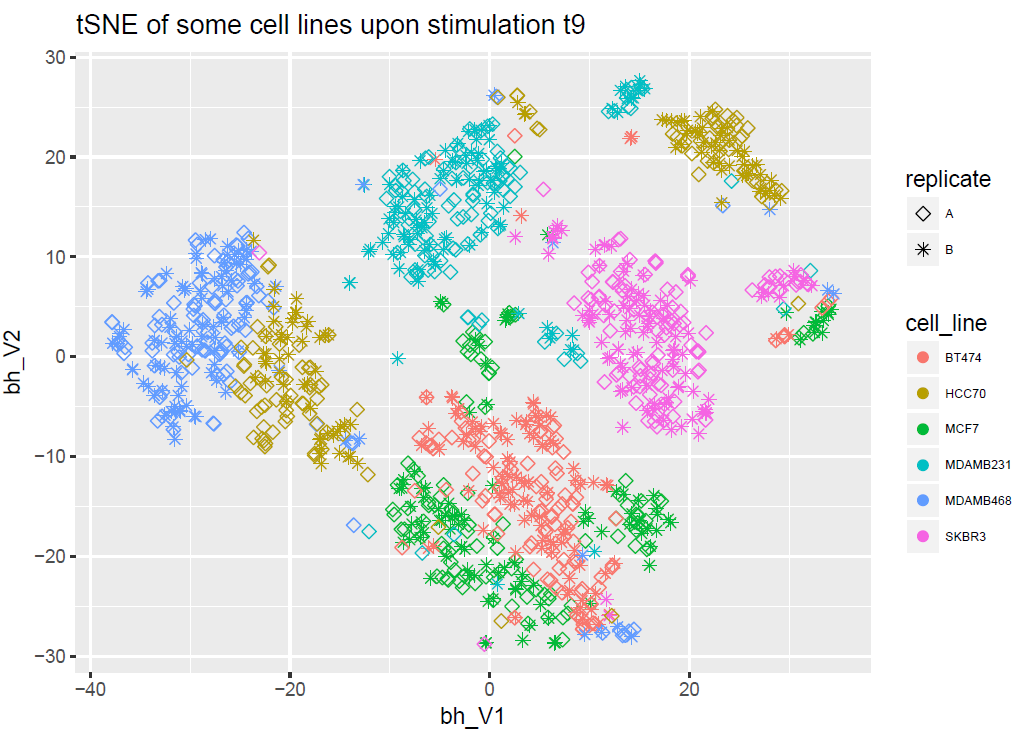 tSNE of some cell lines upon stimulation t9
30
20
10
0
−10
−20
−30
bh_V2
−40
−20
0
20
bh_V1
replicate
A
B
cell_line
BT474
HCC70
MCF7
MDAMB231
MDAMB468
SKBR3